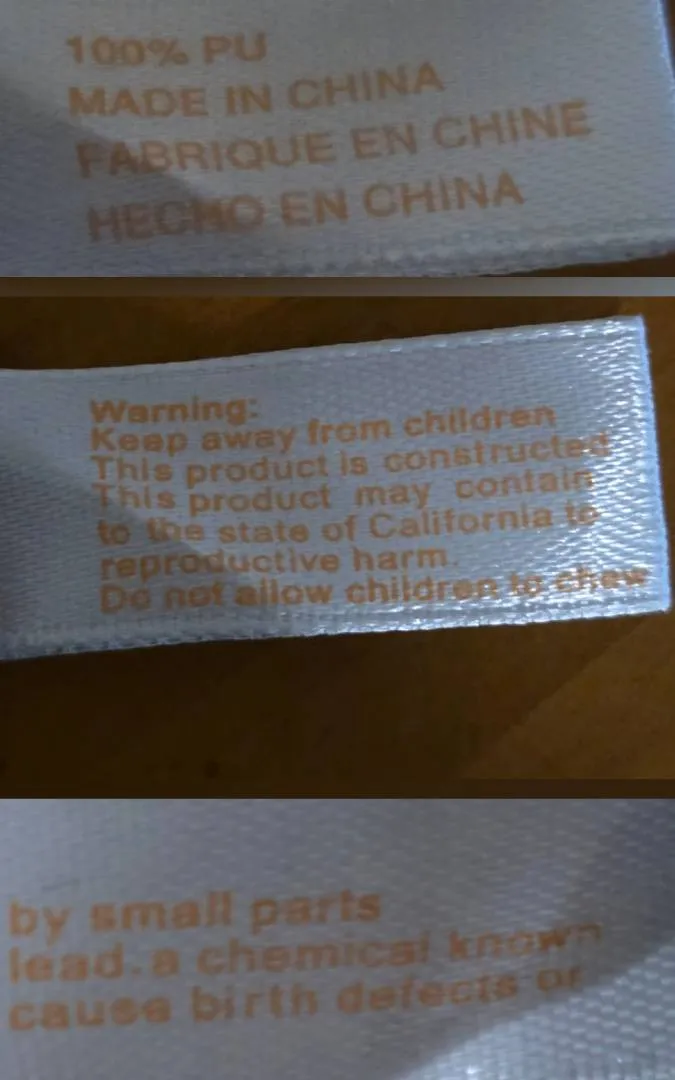 100% PU
MADE IN CHINA
FABRIQUE EN CHINE
HECHO EN CHINA
Warning:
Keep away from children
This product is constructed
This product may contain
to the state of California to
reproductive harm.
Do not allow children to chew
by small parts
lead.a chemical known
cause birth defects or